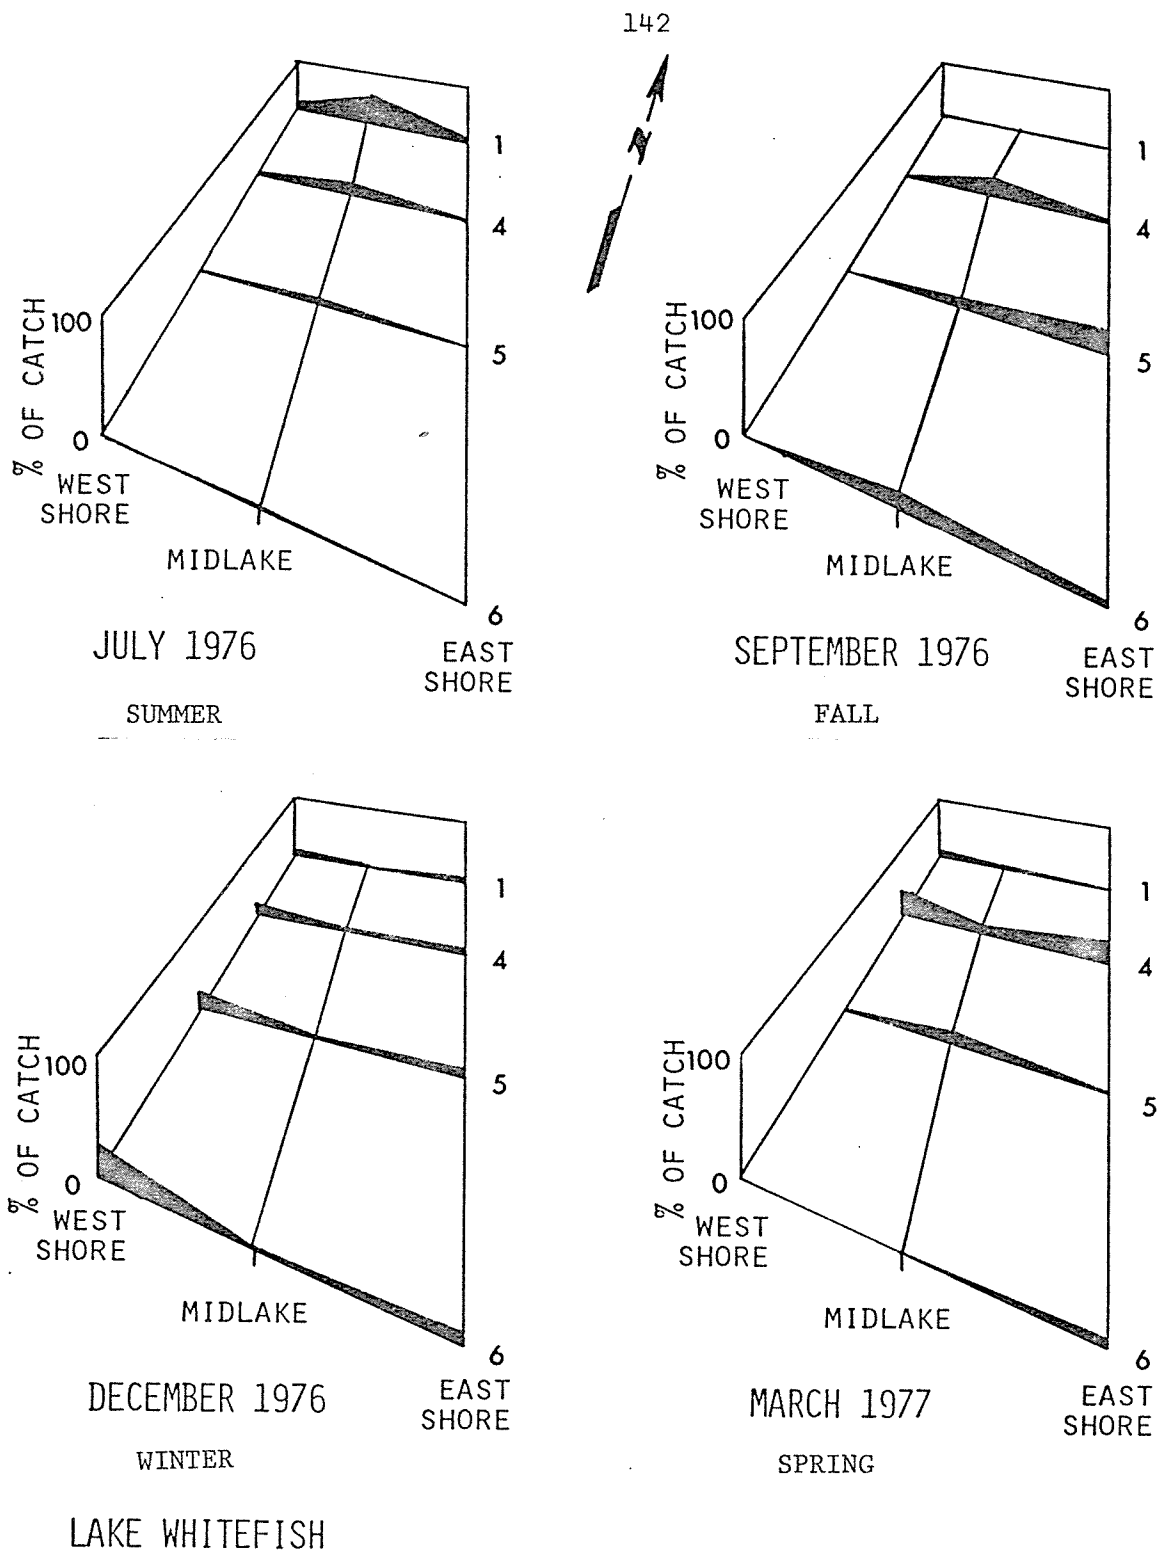 142
1
4
5
100
% OF CATCH
0
WEST
SHORE
MIDLAKE
6
EAST
SHORE
JULY 1976
SUMMER
1
4
5
100
% OF CATCH
0
WEST
SHORE
MIDLAKE
6
EAST
SHORE
SEPTEMBER 1976
FALL
1
4
5
100
% OF CATCH
0
WEST
SHORE
MIDLAKE
6
EAST
SHORE
DECEMBER 1976
WINTER
1
4
5
100
% OF CATCH
0
WEST
SHORE
MIDLAKE
6
EAST
SHORE
MARCH 1977
SPRING
LAKE WHITEFISH